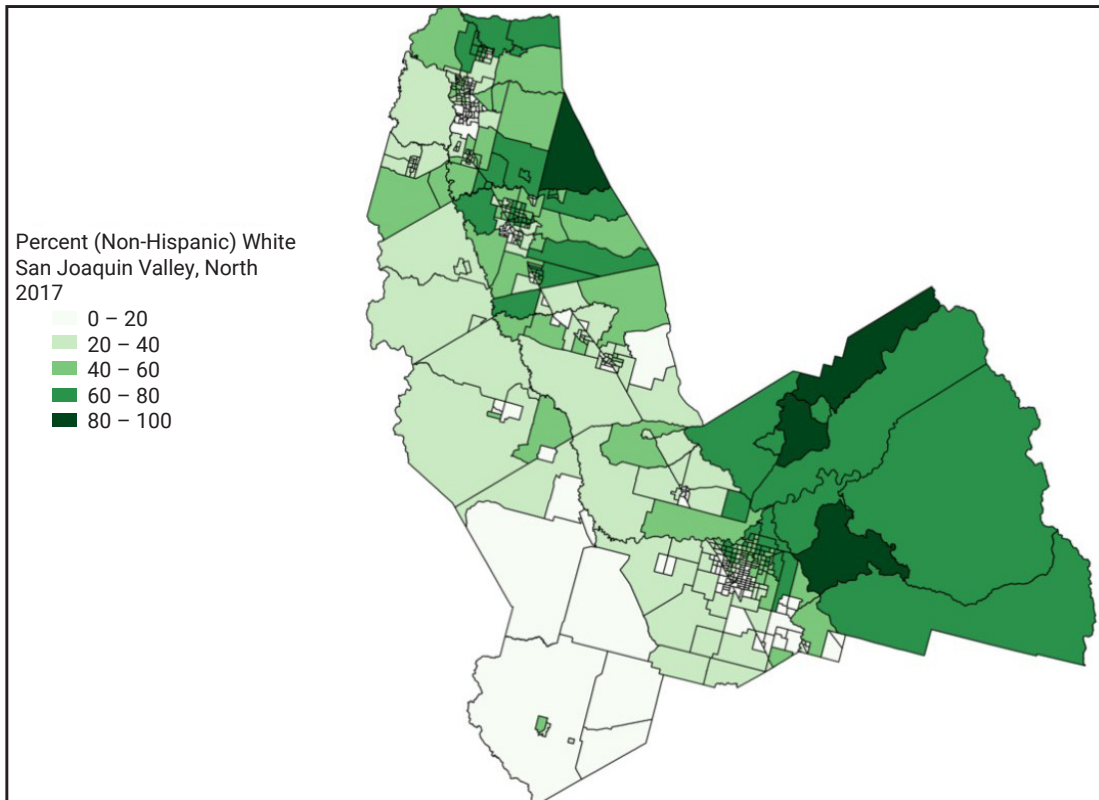 Percent (Non-Hispanic) White
San Joaquin Valley, North
2017
0 – 20
20 – 40
40 – 60
60 – 80
80 – 100